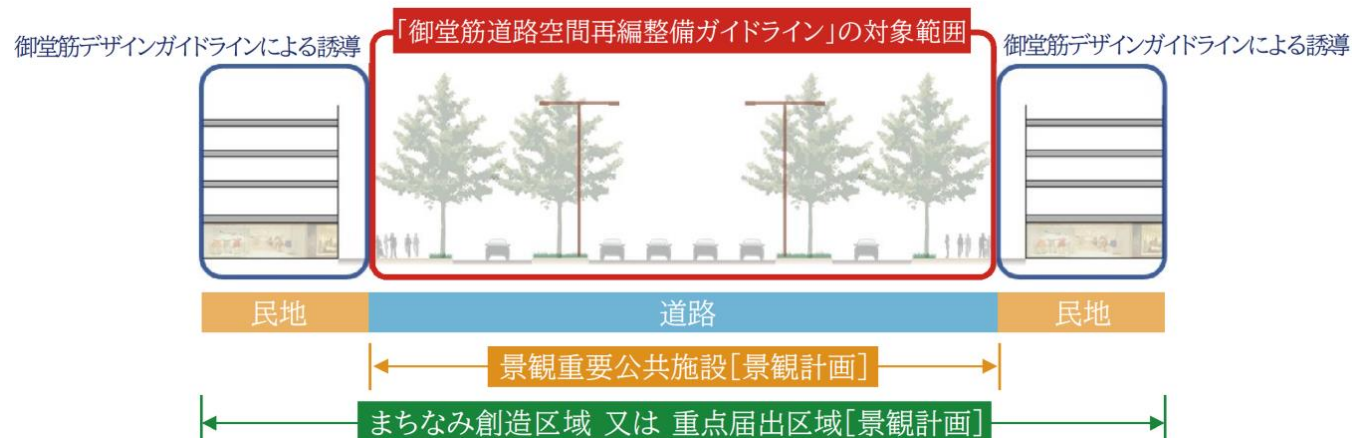 「御堂筋道路空間再編整備ガイドライン」の対象範囲
御堂筋デザインガイドラインによる誘導
御堂筋デザインガイドラインによる誘導
民地
道路
民地
景観重要公共施設[景観計画]
まちなみ創造区域 又は 重点届出区域[景観計画]